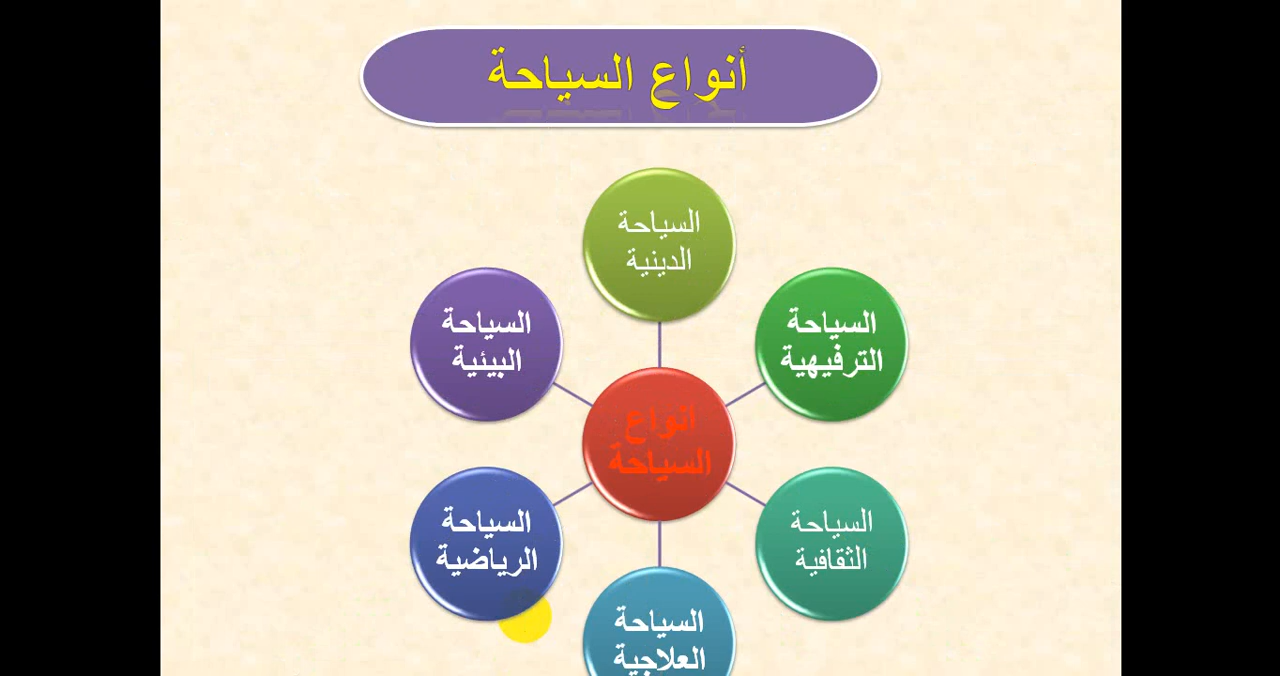 أنواع السياحة
السياحة
الدينية
السياحة
الترفيهية
السياحة
الثقافية
السياحة
العلاجية
السياحة
الرياضية
السياحة
البيئية
أنواع
السياحة